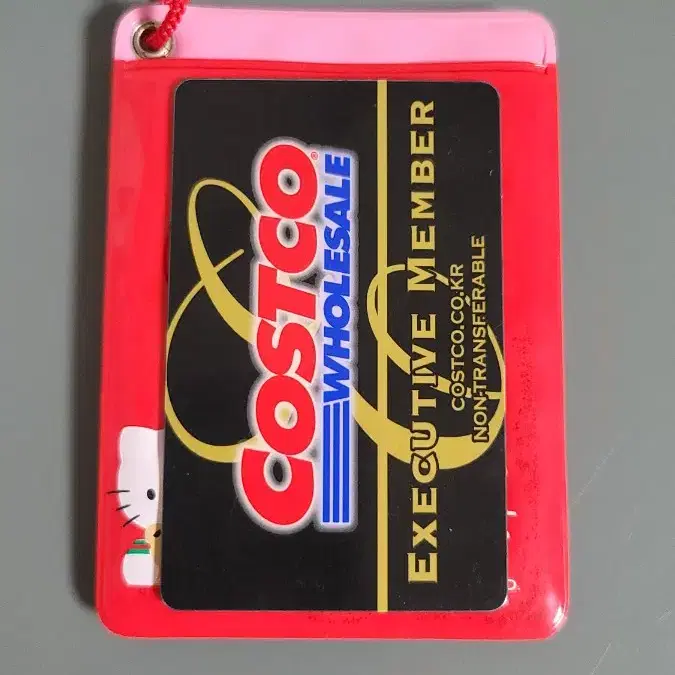 COSTCO®
WHOLESALE
EXECUTIVE MEMBER
COSTCO.CO.KR
NON-TRANSFERABLE